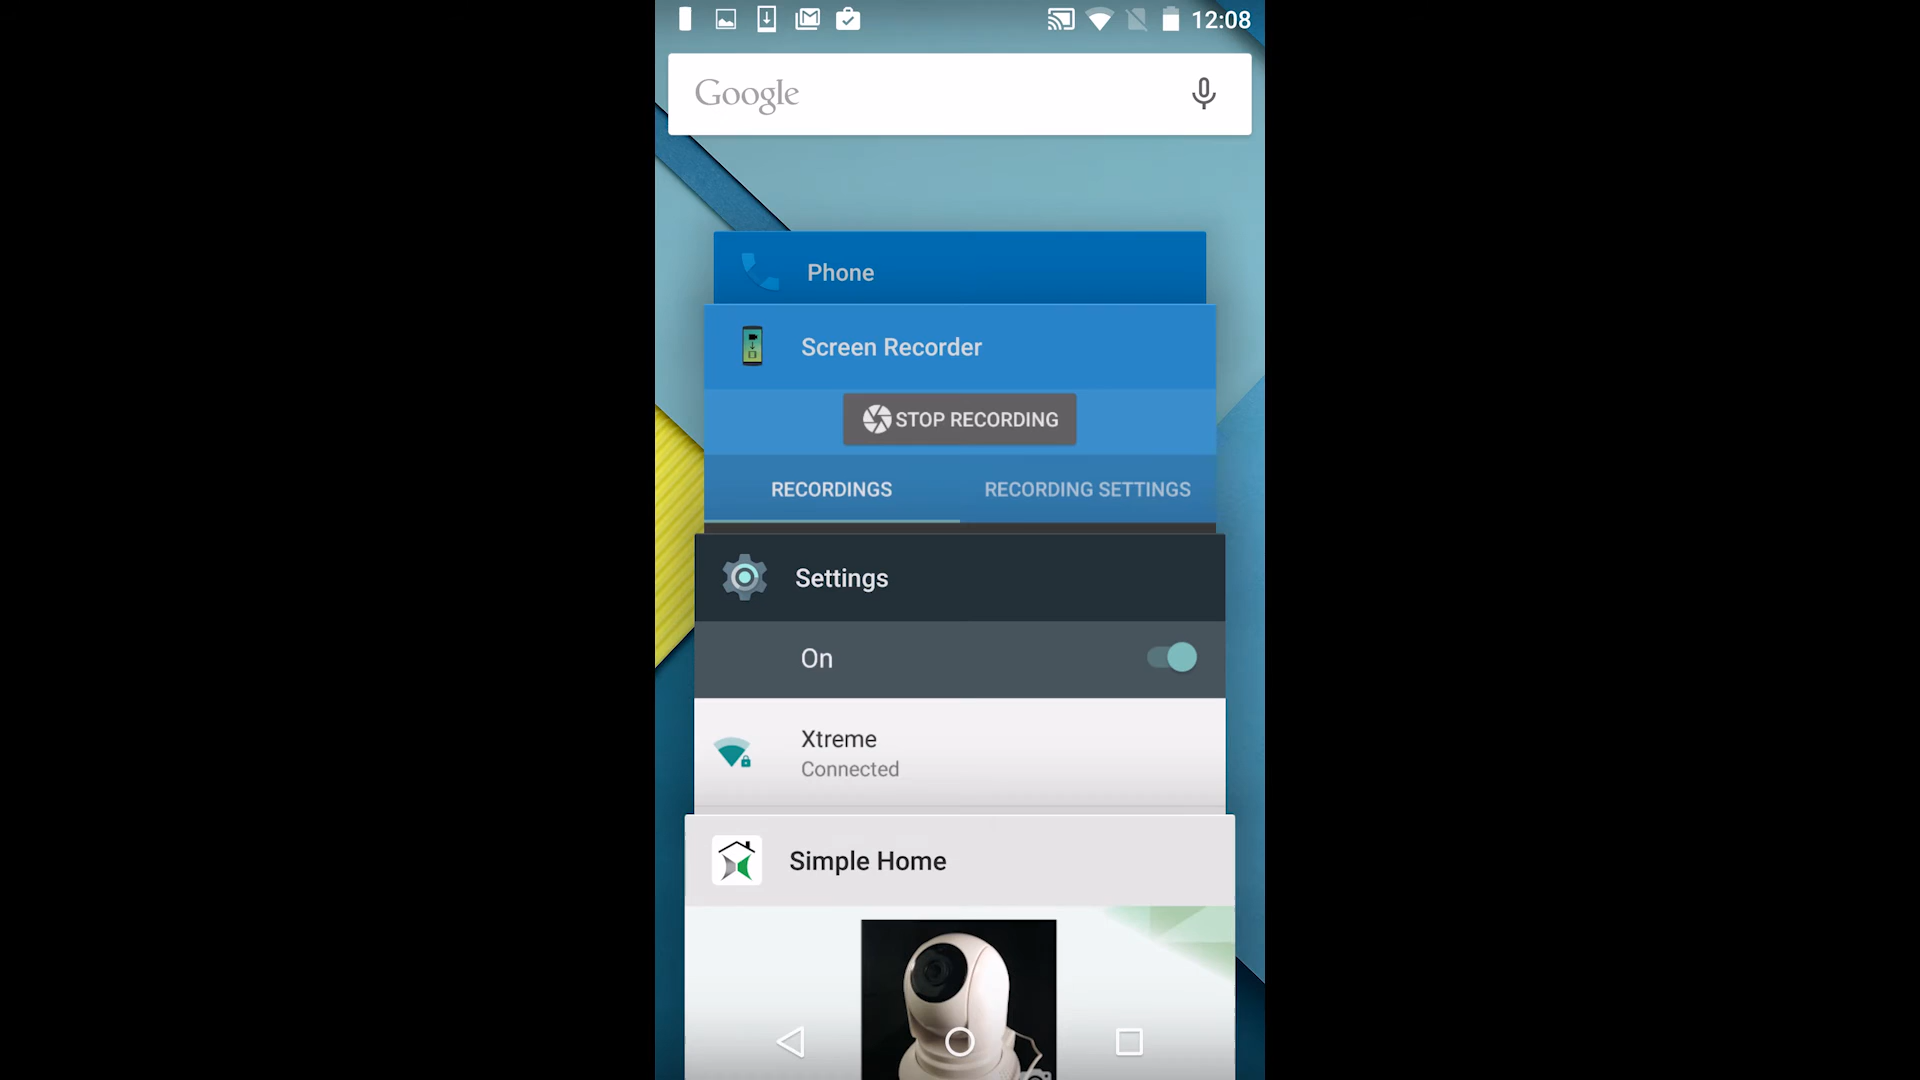 12:08
Google
Phone
Screen Recorder
STOP RECORDING
RECORDINGS RECORDING SETTINGS
Settings
On
Xtreme
Connected
Simple Home